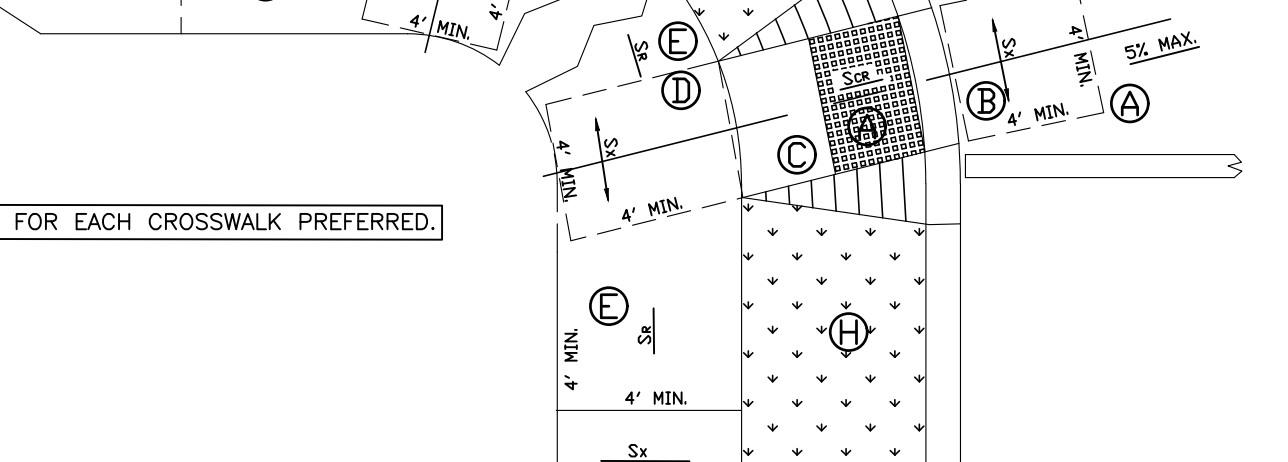 4' MIN.
4'
E
SR
D
SCR
A
C
Sx
4' MIN.
5% MAX.
B
4' MIN.
A
Sx
4' MIN.
4' MIN.
FOR EACH CROSSWALK PREFERRED.
E
SR
H
4' MIN.
4' MIN.
Sx